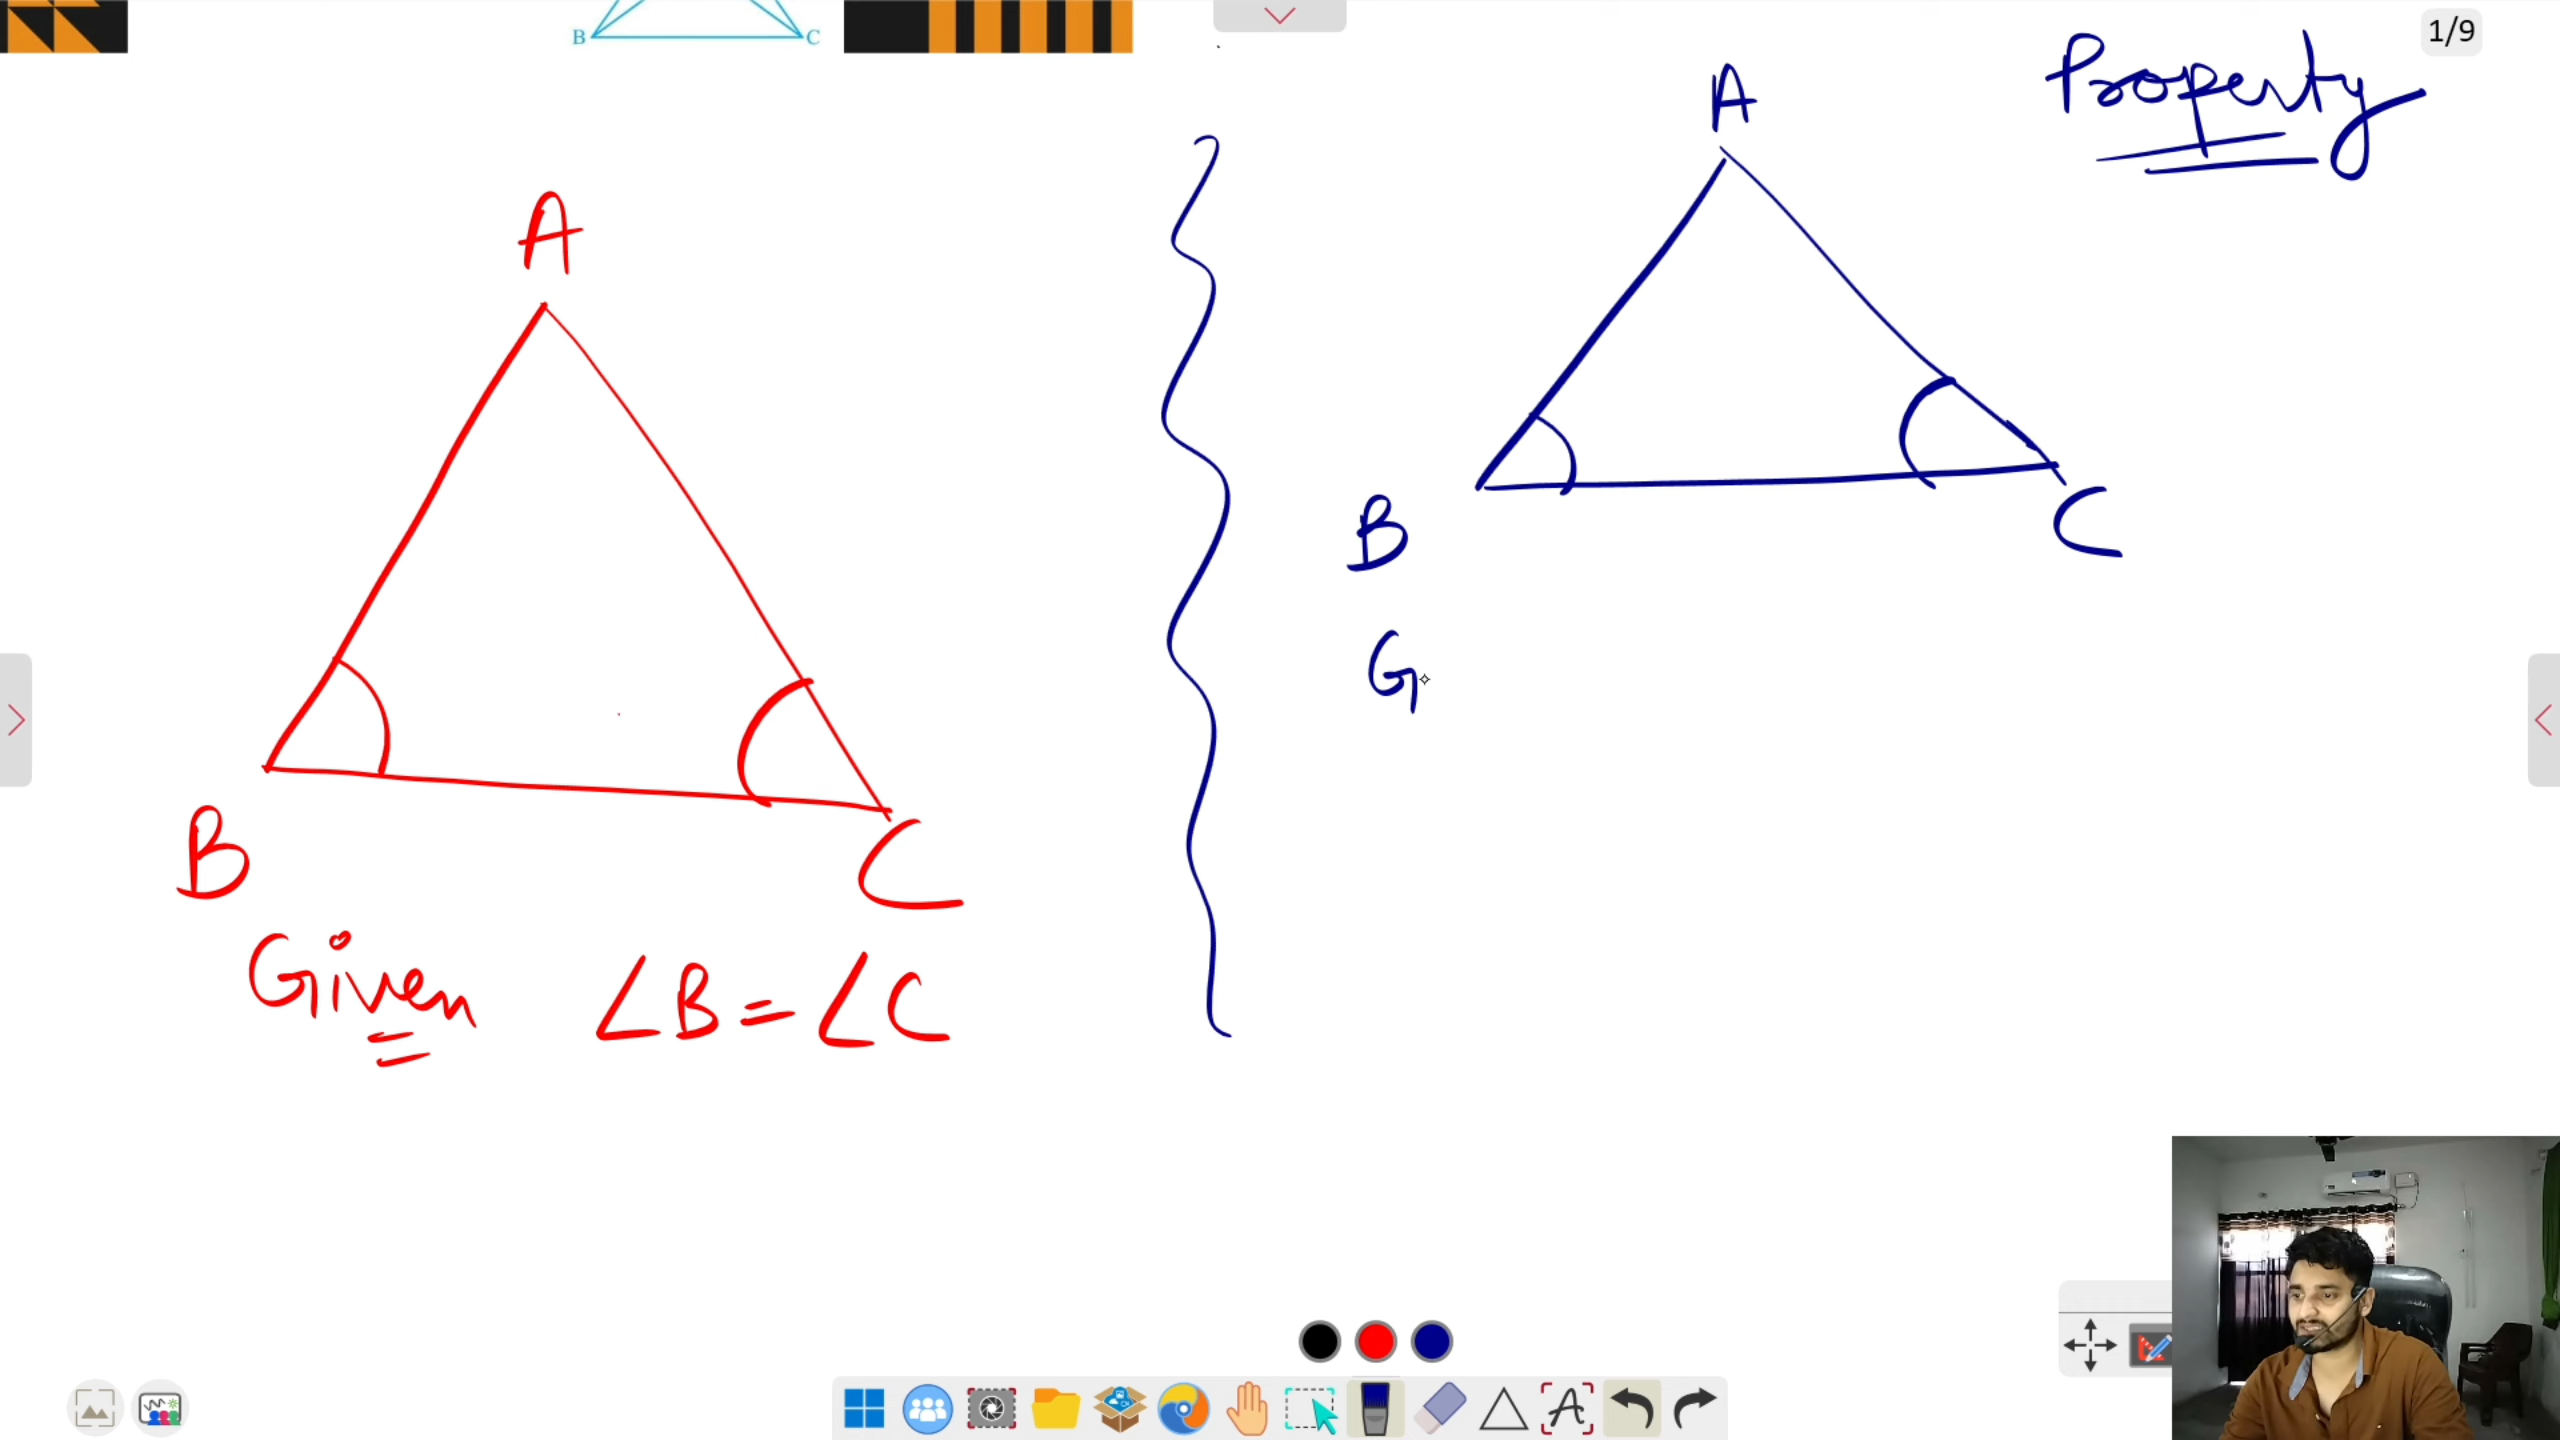 B C
1/9
Property
A
B C
Given ∠B = ∠C
A
B C
G